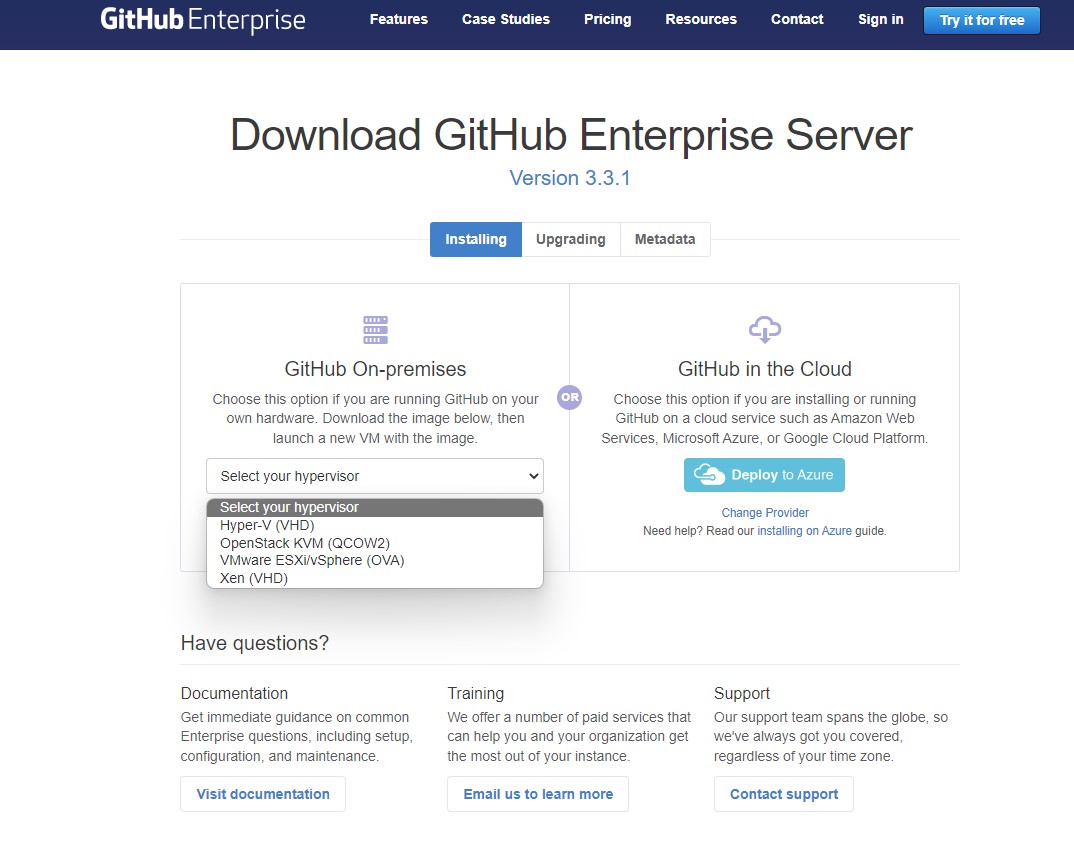 GitHub Enterprise
Features
Case Studies
Pricing
Resources
Contact
Sign in
Try it for free
Download GitHub Enterprise Server
Version 3.3.1
Installing
Upgrading
Metadata
GitHub On-premises
Choose this option if you are running GitHub on your
own hardware. Download the image below, then
launch a new VM with the image.
Select your hypervisor
Select your hypervisor
Hyper-V (VHD)
OpenStack KVM (QCOW2)
VMware ESXi/vSphere (OVA)
Xen (VHD)
OR
GitHub in the Cloud
Choose this option if you are installing or running
GitHub on a cloud service such as Amazon Web
Services, Microsoft Azure, or Google Cloud Platform.
Deploy to Azure
Change Provider
Need help? Read our installing on Azure guide.
Have questions?
Documentation
Get immediate guidance on common
Enterprise questions, including setup,
configuration, and maintenance.
Visit documentation
Training
We offer a number of paid services that
can help you and your organization get
the most out of your instance.
Email us to learn more
Support
Our support team spans the globe, so
we've always got you covered,
regardless of your time zone.
Contact support